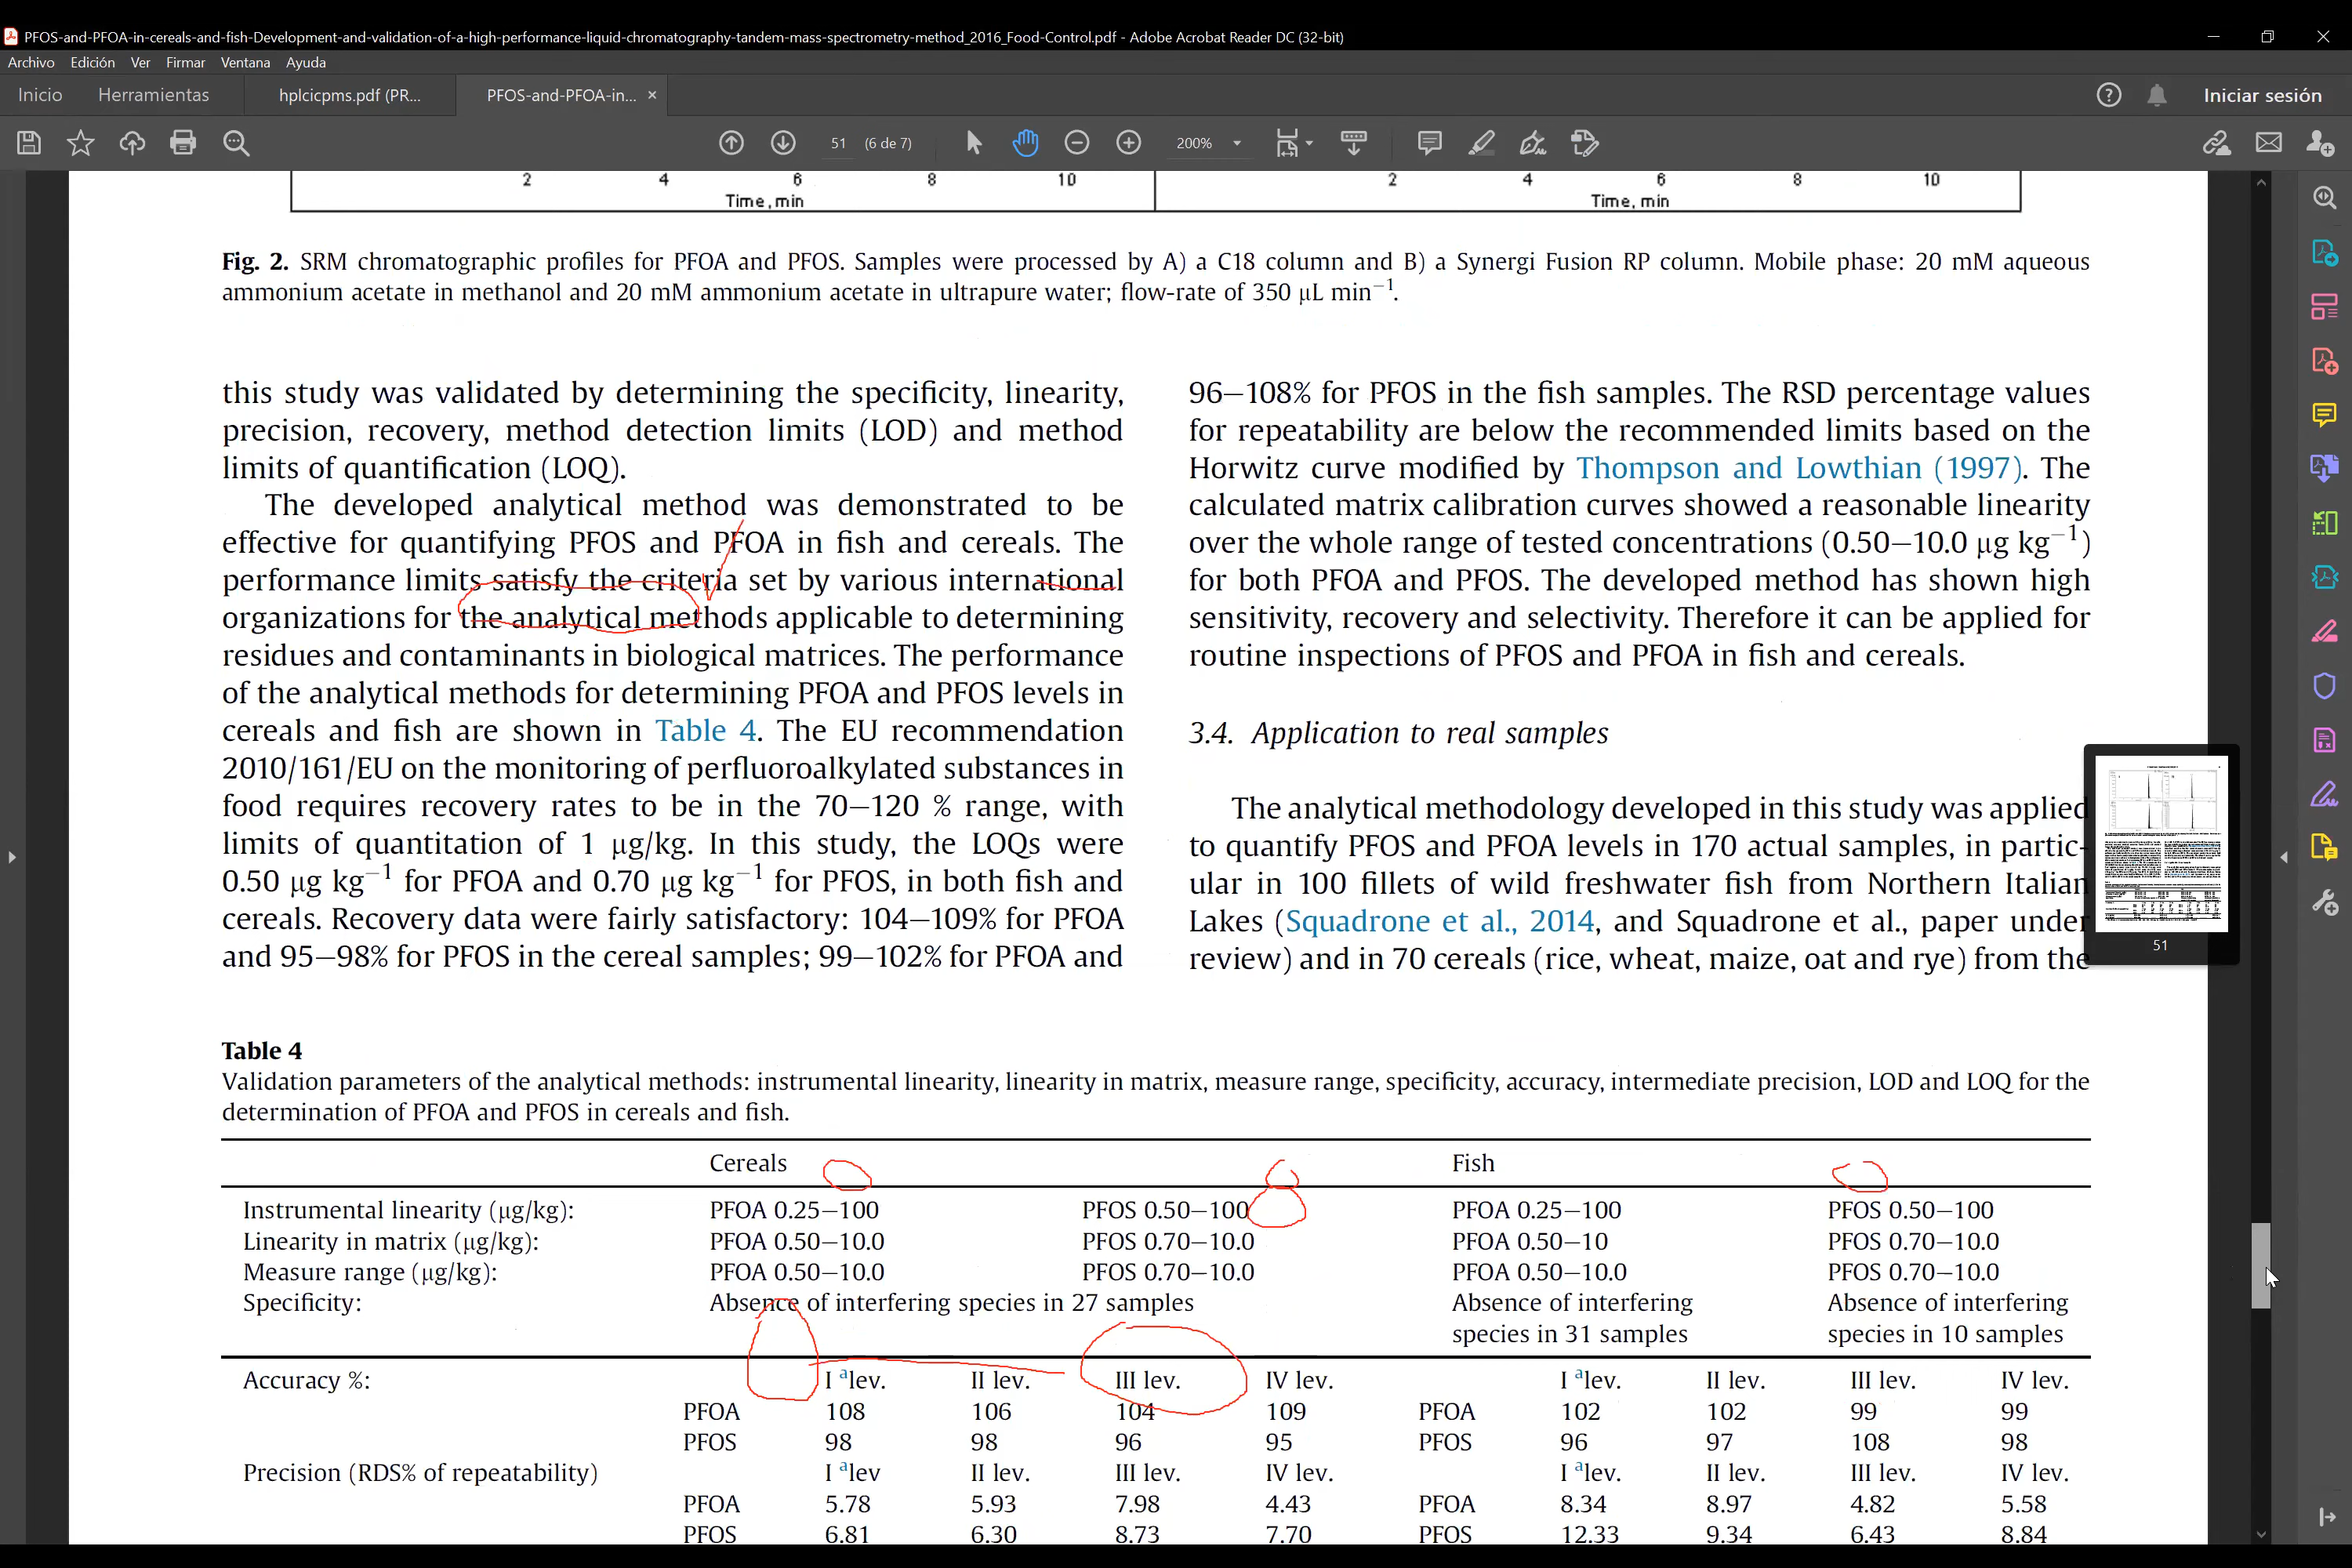 PFOS-and-PFOA-in-cereals-and-fish-Development-and-validation-of-a-high-performance-liquid-chromatography-tandem-mass-spectrometry-method_2016_Food-Control.pdf - Adobe Acrobat Reader DC (32-bit)
Archivo Edición Ver Firmar Ventana Ayuda
Inicio Herramientas hplcicpms.pdf (PR... PFOS-and-PFOA-in... × Iniciar sesión
51 (6 de 7) 200%
2 4 6 8 10 2 4 6 8 10
Time, min Time, min
Fig. 2. SRM chromatographic profiles for PFOA and PFOS. Samples were processed by A) a C18 column and B) a Synergi Fusion RP column. Mobile phase: 20 mM aqueous
ammonium acetate in methanol and 20 mM ammonium acetate in ultrapure water; flow-rate of 350 μL min⁻¹.
this study was validated by determining the specificity, linearity,
precision, recovery, method detection limits (LOD) and method
limits of quantification (LOQ).
The developed analytical method was demonstrated to be
effective for quantifying PFOS and PFOA in fish and cereals. The
performance limits satisfy the criteria set by various international
organizations for the analytical methods applicable to determining
residues and contaminants in biological matrices. The performance
of the analytical methods for determining PFOA and PFOS levels in
cereals and fish are shown in Table 4. The EU recommendation
2010/161/EU on the monitoring of perfluoroalkylated substances in
food requires recovery rates to be in the 70–120 % range, with
limits of quantitation of 1 μg/kg. In this study, the LOQs were
0.50 μg kg⁻¹ for PFOA and 0.70 μg kg⁻¹ for PFOS, in both fish and
cereals. Recovery data were fairly satisfactory: 104–109% for PFOA
and 95–98% for PFOS in the cereal samples; 99–102% for PFOA and
96–108% for PFOS in the fish samples. The RSD percentage values
for repeatability are below the recommended limits based on the
Horwitz curve modified by Thompson and Lowthian (1997). The
calculated matrix calibration curves showed a reasonable linearity
over the whole range of tested concentrations (0.50–10.0 μg kg⁻¹)
for both PFOA and PFOS. The developed method has shown high
sensitivity, recovery and selectivity. Therefore it can be applied for
routine inspections of PFOS and PFOA in fish and cereals.
3.4. Application to real samples
The analytical methodology developed in this study was applied
to quantify PFOS and PFOA levels in 170 actual samples, in partic-
ular in 100 fillets of wild freshwater fish from Northern Italian
Lakes (Squadrone et al., 2014, and Squadrone et al., paper under
review) and in 70 cereals (rice, wheat, maize, oat and rye) from the
51
Table 4
Validation parameters of the analytical methods: instrumental linearity, linearity in matrix, measure range, specificity, accuracy, intermediate precision, LOD and LOQ for the
determination of PFOA and PFOS in cereals and fish.
Cereals Fish
Instrumental linearity (μg/kg): PFOA 0.25–100 PFOS 0.50–100 PFOA 0.25–100 PFOS 0.50–100
Linearity in matrix (μg/kg): PFOA 0.50–10.0 PFOS 0.70–10.0 PFOA 0.50–10 PFOS 0.70–10.0
Measure range (μg/kg): PFOA 0.50–10.0 PFOS 0.70–10.0 PFOA 0.50–10.0 PFOS 0.70–10.0
Specificity: Absence of interfering species in 27 samples Absence of interfering Absence of interfering
species in 31 samples species in 10 samples
Accuracy %: I ᵃlev. II lev. III lev. IV lev. I ᵃlev. II lev. III lev. IV lev.
PFOA 108 106 104 109 PFOA 102 102 99 99
PFOS 98 98 96 95 PFOS 96 97 108 98
Precision (RDS% of repeatability) I ᵃlev II lev. III lev. IV lev. I ᵃlev. II lev. III lev. IV lev.
PFOA 5.78 5.93 7.98 4.43 PFOA 8.34 8.97 4.82 5.58
PFOS 6.81 6.30 8.73 7.70 PFOS 12.33 9.34 6.43 8.84